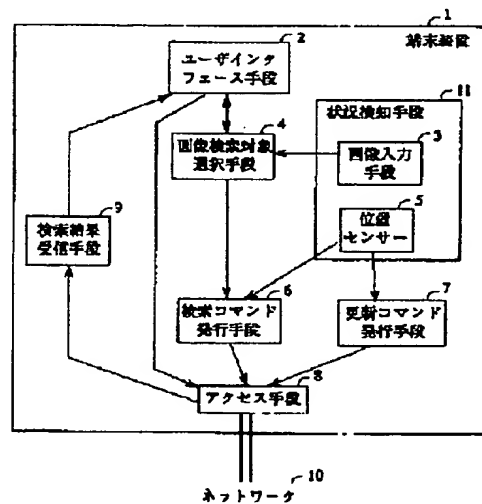 1
端末装置
2
ユーザインタ
フェース手段
11
状況検知手段
4
画像検索対象
選択手段
3
画像入力
手段
9
検索結果
受信手段
5
位置
センサー
6
検索コマンド
発行手段
7
更新コマンド
発行手段
8
アクセス手段
10
ネットワーク